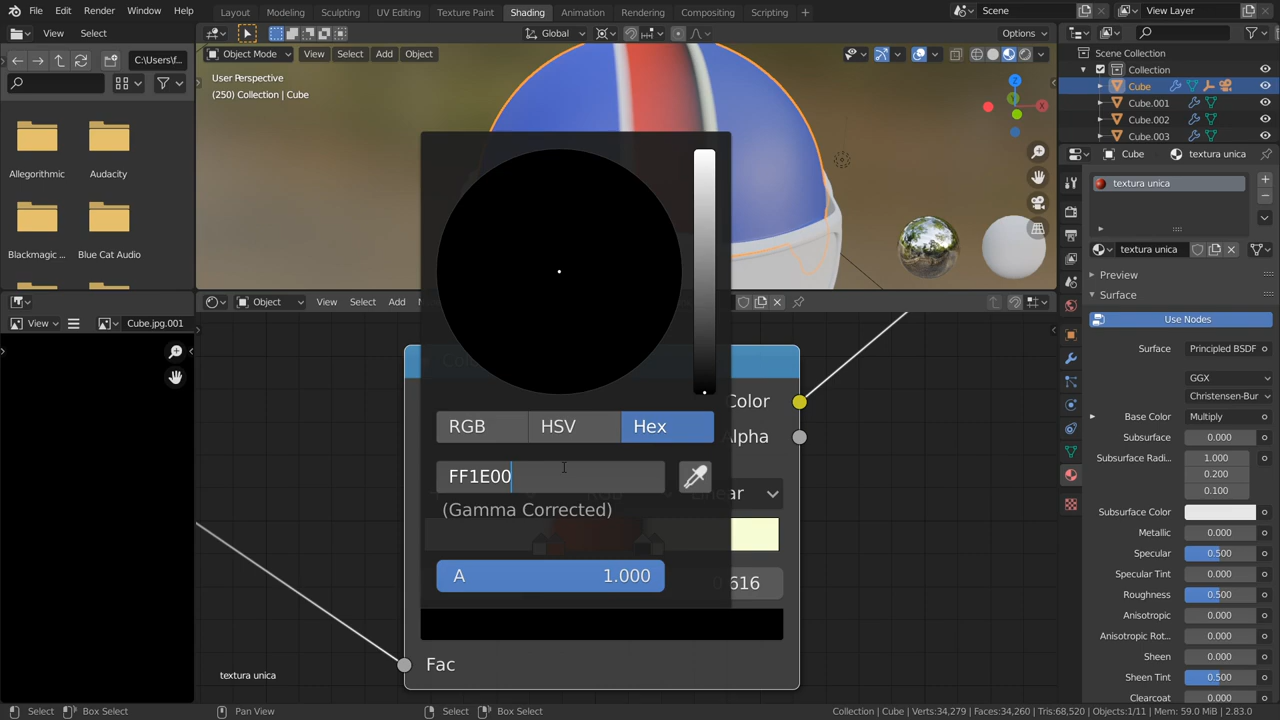 File Edit Render Window Help
Layout Modeling Sculpting UV Editing Texture Paint Shading Animation Rendering Compositing Scripting +
Scene
View Layer
View Select
Global
Options
C:\Users\f...
Object Mode View Select Add Object
User Perspective
(250) Collection | Cube
X
Z
Scene Collection
Collection
Cube
Cube.001
Cube.002
Cube.003
Allegorithmic
Audacity
Blackmagic ...
Blue Cat Audio
Cube
textura unica
textura unica
textura unica
Preview
Surface
Use Nodes
Surface Principled BSDF
GGX
Christensen-Bur
Base Color Multiply
Subsurface 0.000
Subsurface Radi... 1.000
0.200
0.100
Subsurface Color
Metallic 0.000
Specular 0.500
Specular Tint 0.000
Roughness 0.500
Anisotropic 0.000
Anisotropic Rot... 0.000
Sheen 0.000
Sheen Tint 0.500
Clearcoat 0.000
View
Cube.jpg.001
Object View Select Add
Color
Alpha
RGB HSV Hex
FF1E00
(Gamma Corrected)
A 1.000
Fac
textura unica
Select Box Select Pan View Select Box Select
Collection | Cube | Verts:34,279 | Faces:34,260 | Tris:68,520 | Objects:1/11 | Mem: 59.0 MiB | 2.83.0